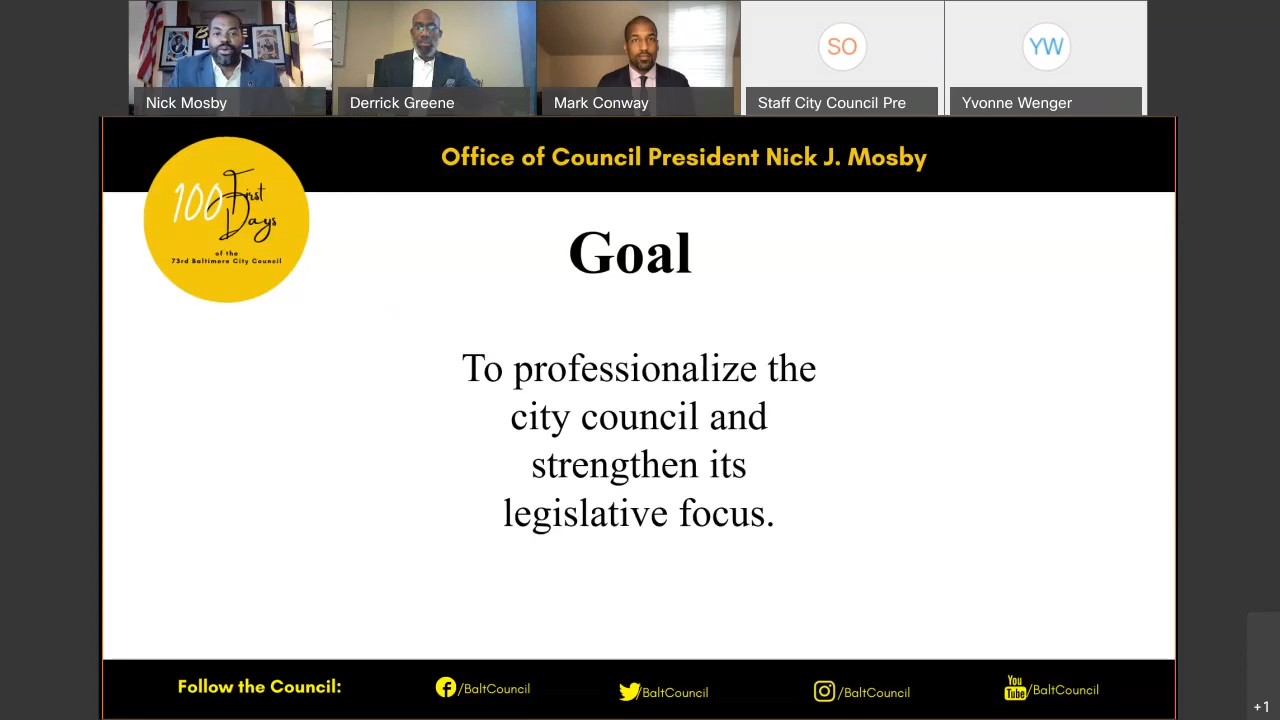 Nick Mosby
Derrick Greene
Mark Conway
SO
Staff City Council Pre
YW
Yvonne Wenger
Office of Council President Nick J. Mosby
100 First
Days
of the
73rd Baltimore City Council
Goal
To professionalize the
city council and
strengthen its
legislative focus.
Follow the Council:
/BaltCouncil
/BaltCouncil
/BaltCouncil
You
Tube
/BaltCouncil
+1